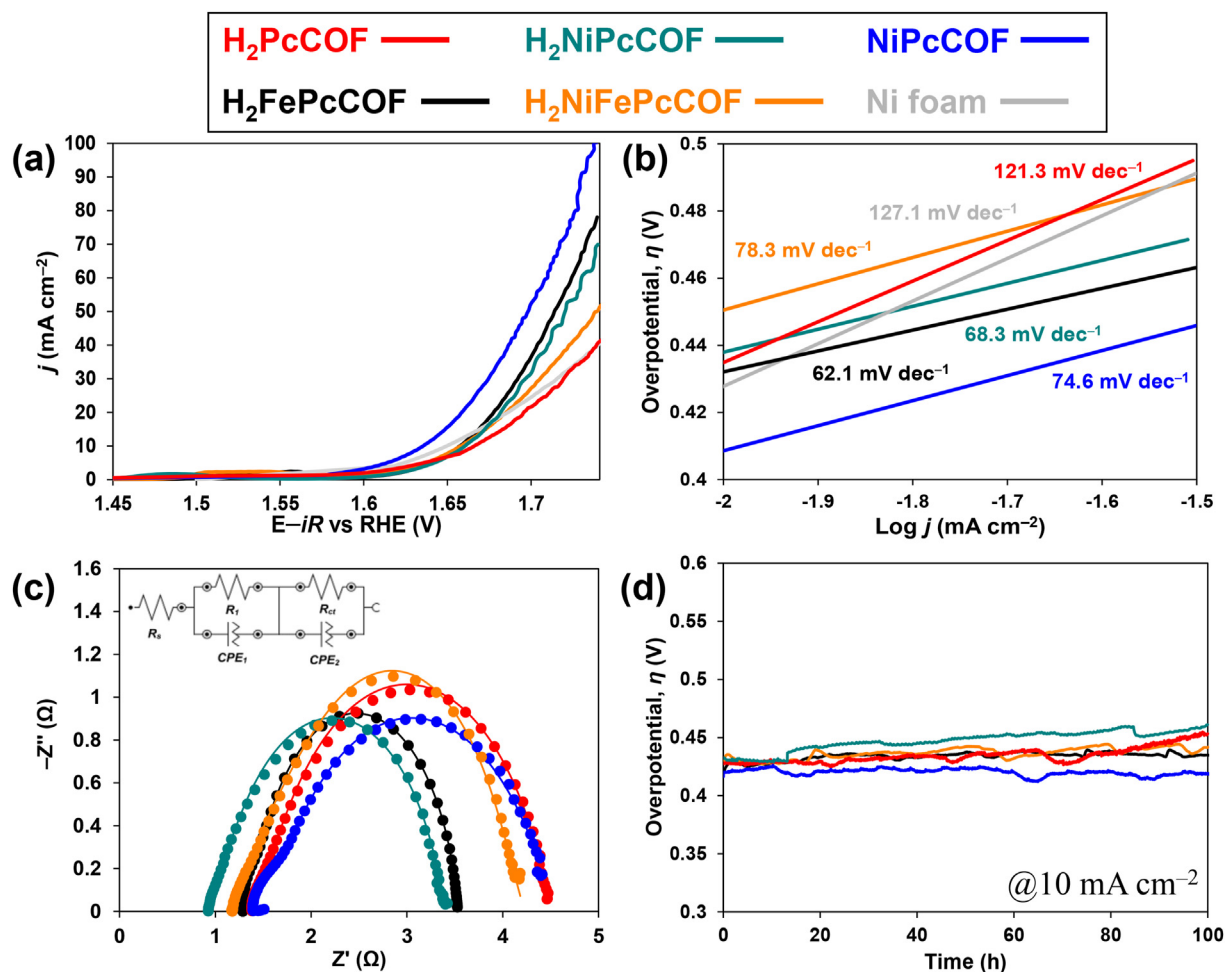 H₂PcCOF H₂NiPcCOF NiPcCOF
H₂FePcCOF H₂NiFePcCOF Ni foam
(a)
j (mA cm⁻²)
100
90
80
70
60
50
40
30
20
10
0
1.45 1.5 1.55 1.6 1.65 1.7
E–iR vs RHE (V)
(b)
Overpotential, η (V)
0.5
0.48
0.46
0.44
0.42
0.4
121.3 mV dec⁻¹
127.1 mV dec⁻¹
78.3 mV dec⁻¹
68.3 mV dec⁻¹
62.1 mV dec⁻¹
74.6 mV dec⁻¹
-2 -1.9 -1.8 -1.7 -1.6 -1.5
Log j (mA cm⁻²)
(c)
–Z'' (Ω)
1.6
1.4
1.2
1
0.8
0.6
0.4
0.2
0
Rs R1 Rct
CPE1 CPE2
0 1 2 3 4 5
Z' (Ω)
(d)
Overpotential, η (V)
0.6
0.55
0.5
0.45
0.4
0.35
0.3
@10 mA cm⁻²
0 20 40 60 80 100
Time (h)